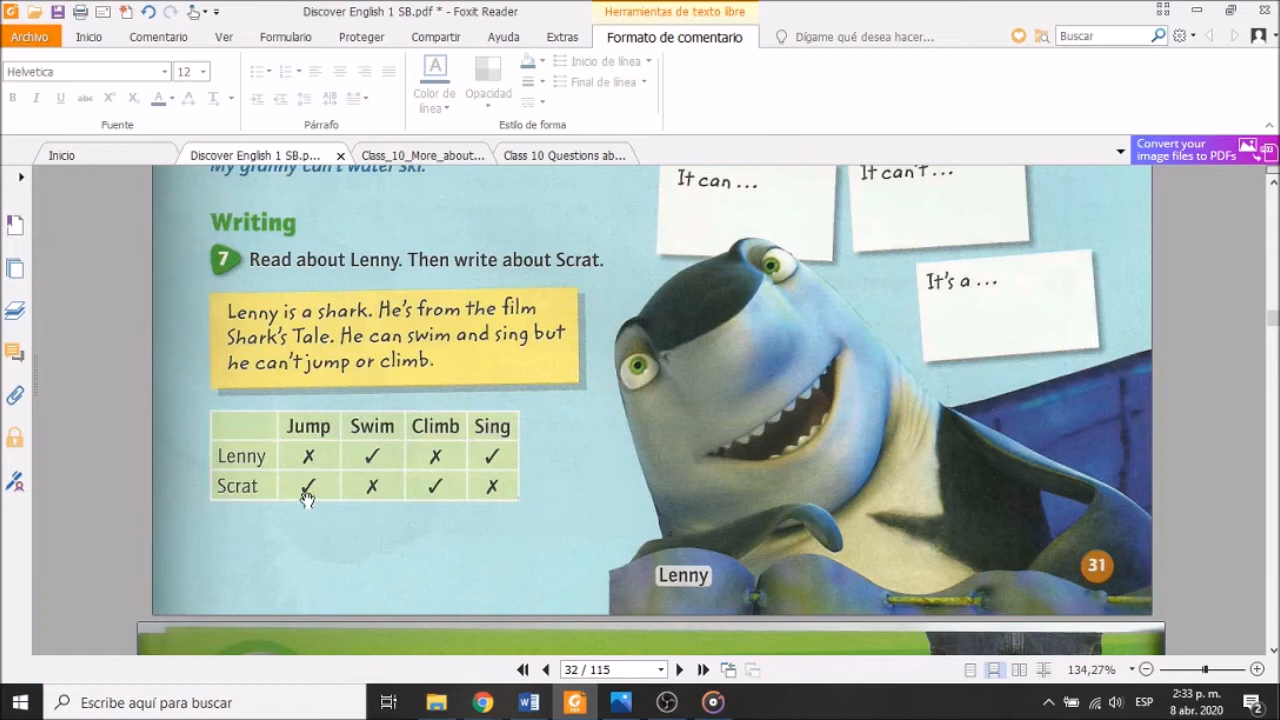 Discover English 1 SB.pdf * - Foxit Reader
Herramientas de texto libre
Archivo
Inicio
Comentario
Ver
Formulario
Proteger
Compartir
Ayuda
Extras
Formato de comentario
Dígame qué desea hacer...
Buscar
Helvetica
12
Color de línea
Opacidad
Inicio de línea
Final de línea
Fuente
Párrafo
Estilo de forma
Inicio
Discover English 1 SB.p...
Class_10_More_about...
Class 10 Questions ab...
Convert your
image files to PDFs
My granny can't water ski.
It can ...
It can't ...
Writing
7 Read about Lenny. Then write about Scrat.
It's a ...
Lenny is a shark. He's from the film
Shark's Tale. He can swim and sing but
he can't jump or climb.
Jump Swim Climb Sing
Lenny ✗ ✓ ✗ ✓
Scrat ✓ ✗ ✓ ✗
Lenny
31
32 / 115
134,27%
Escribe aquí para buscar
ESP
2:33 p. m.
8 abr. 2020
2